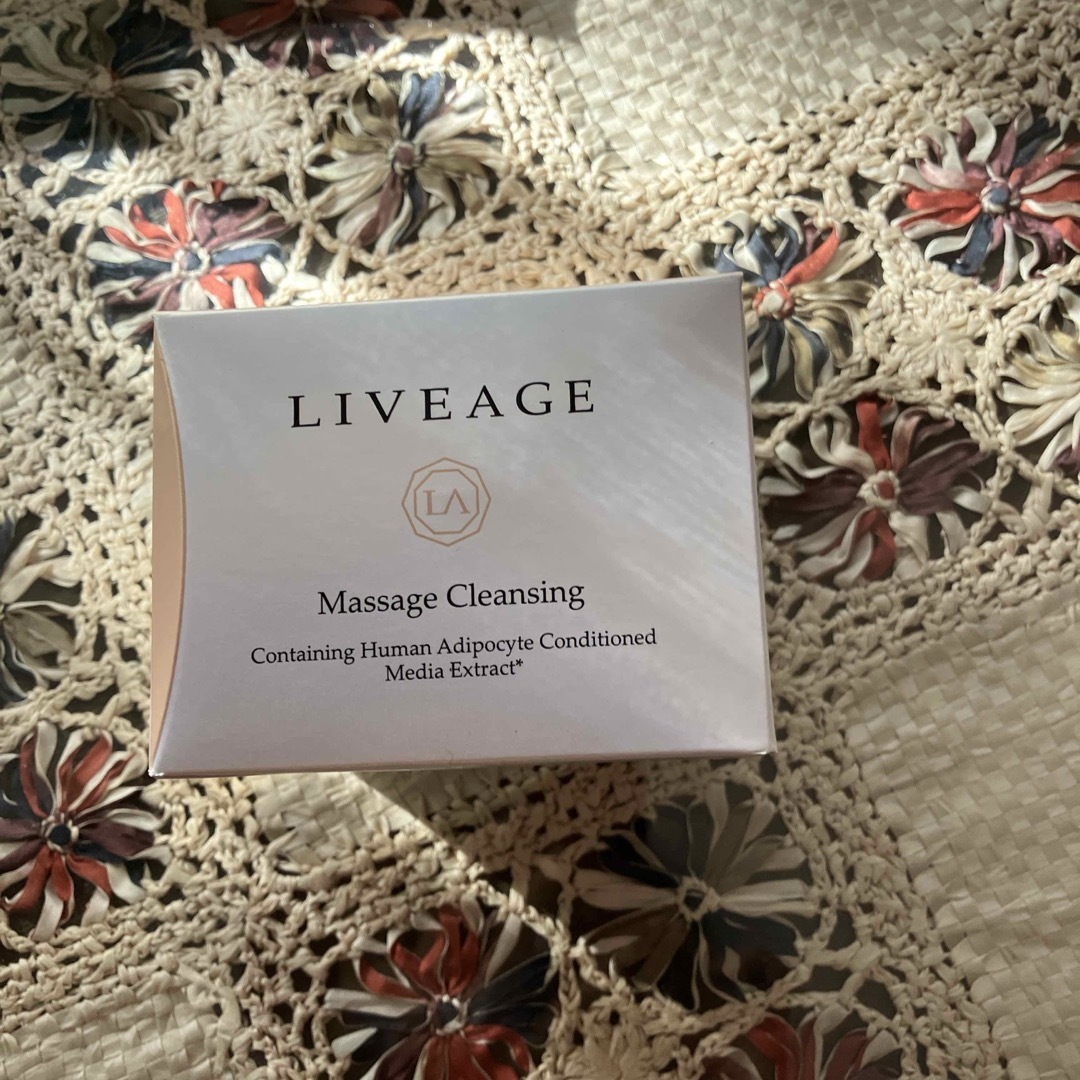 LIVEAGE
LA
Massage Cleansing
Containing Human Adipocyte Conditioned
Media Extract*